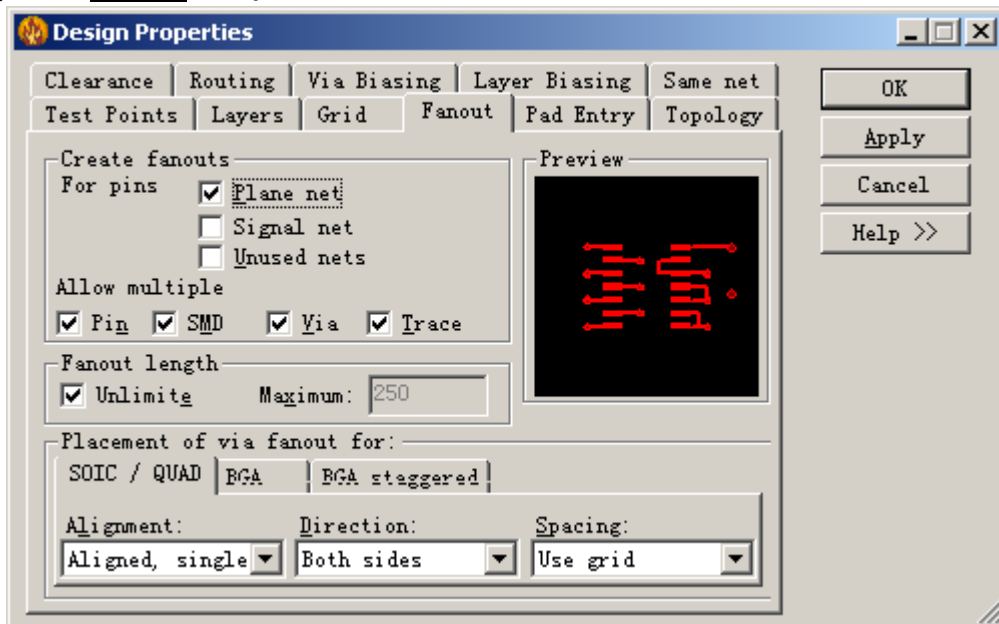 Design Properties
Clearance Routing Via Biasing Layer Biasing Same net
Test Points Layers Grid Fanout Pad Entry Topology
OK
Apply
Cancel
Help >>
Create fanouts
For pins Plane net
Signal net
Unused nets
Allow multiple
Pin SMD Via Trace
Preview
Fanout length
Unlimite Maximum: 250
Placement of via fanout for:
SOIC / QUAD BGA BGA staggered
Alignment: Direction: Spacing:
Aligned, single Both sides Use grid